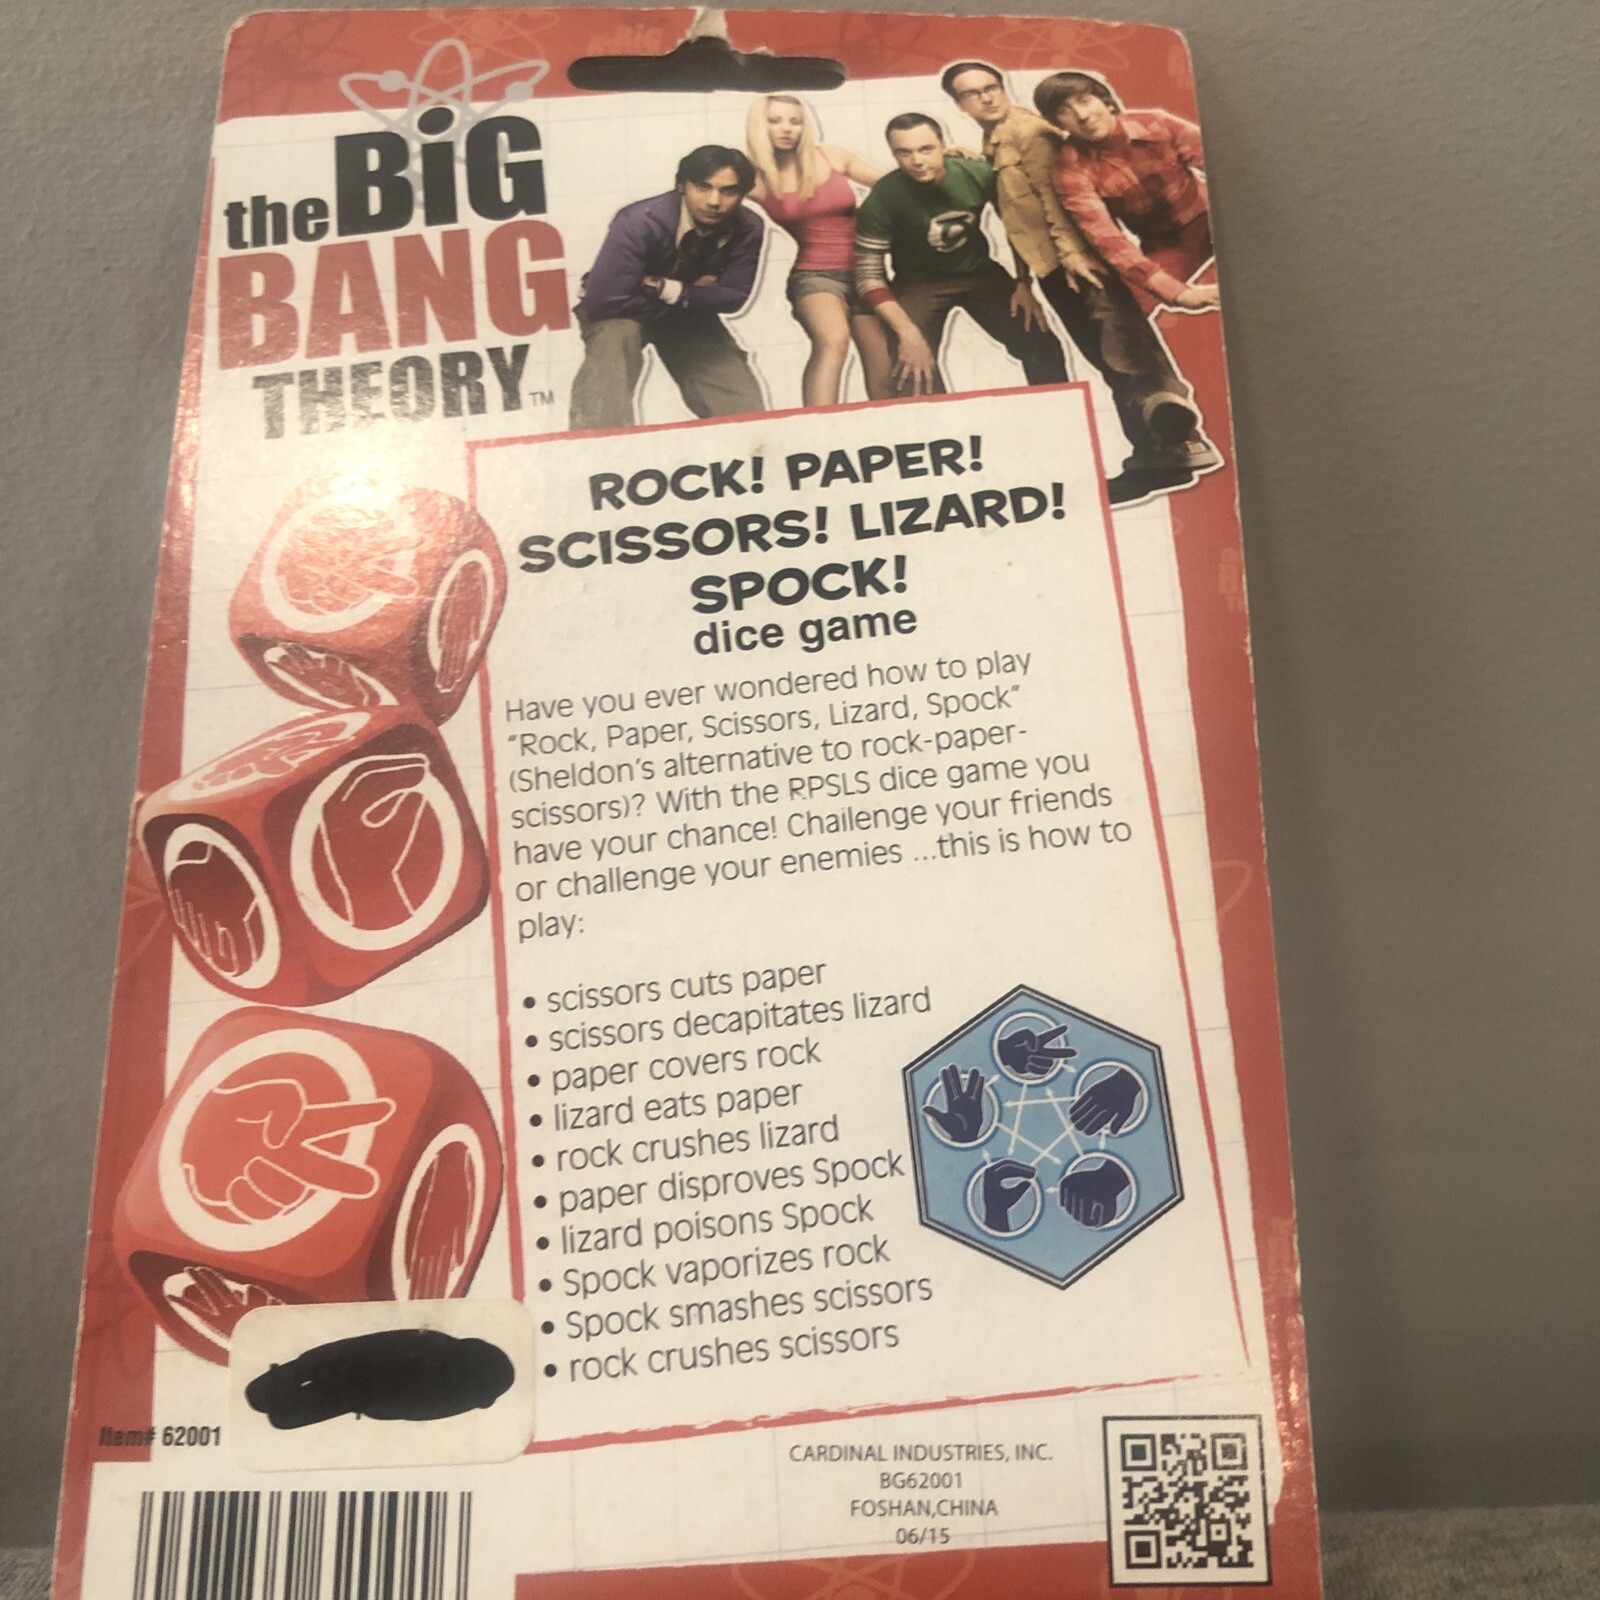 the BiG
BANG
THEORY™
ROCK! PAPER!
SCISSORS! LIZARD!
SPOCK!
dice game
Have you ever wondered how to play
"Rock, Paper, Scissors, Lizard, Spock"
(Sheldon's alternative to rock-paper-
scissors)? With the RPSLS dice game you
have your chance! Challenge your friends
or challenge your enemies ...this is how to
play:
• scissors cuts paper
• scissors decapitates lizard
• paper covers rock
• lizard eats paper
• rock crushes lizard
• paper disproves Spock
• lizard poisons Spock
• Spock vaporizes rock
• Spock smashes scissors
• rock crushes scissors
Item# 62001
CARDINAL INDUSTRIES, INC.
BG62001
FOSHAN,CHINA
06/15